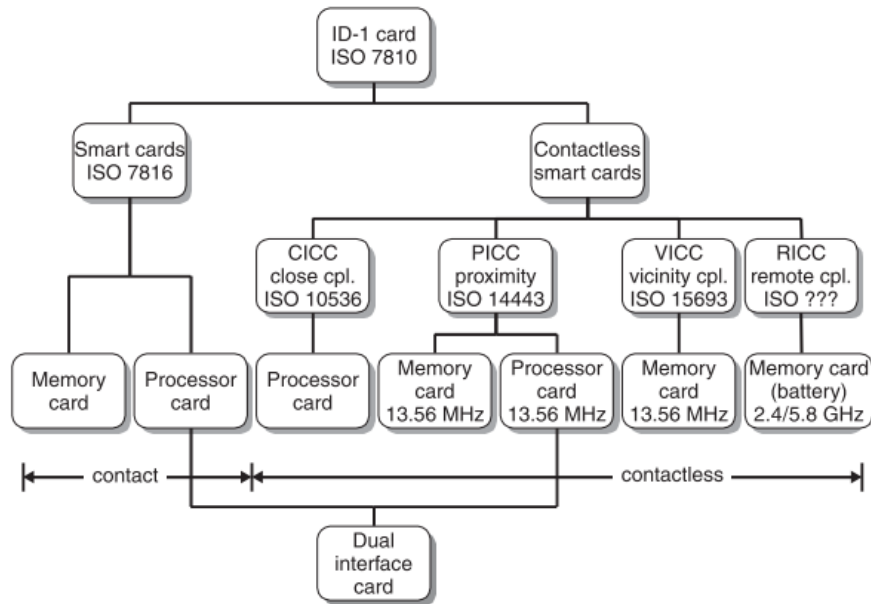 ID-1 card
ISO 7810
Smart cards
ISO 7816
Contactless
smart cards
CICC
close cpl.
ISO 10536
PICC
proximity
ISO 14443
VICC
vicinity cpl.
ISO 15693
RICC
remote cpl.
ISO ???
Memory
card
Processor
card
Processor
card
Memory
card
13.56 MHz
Processor
card
13.56 MHz
Memory
card
13.56 MHz
Memory card
(battery)
2.4/5.8 GHz
contact
contactless
Dual
interface
card